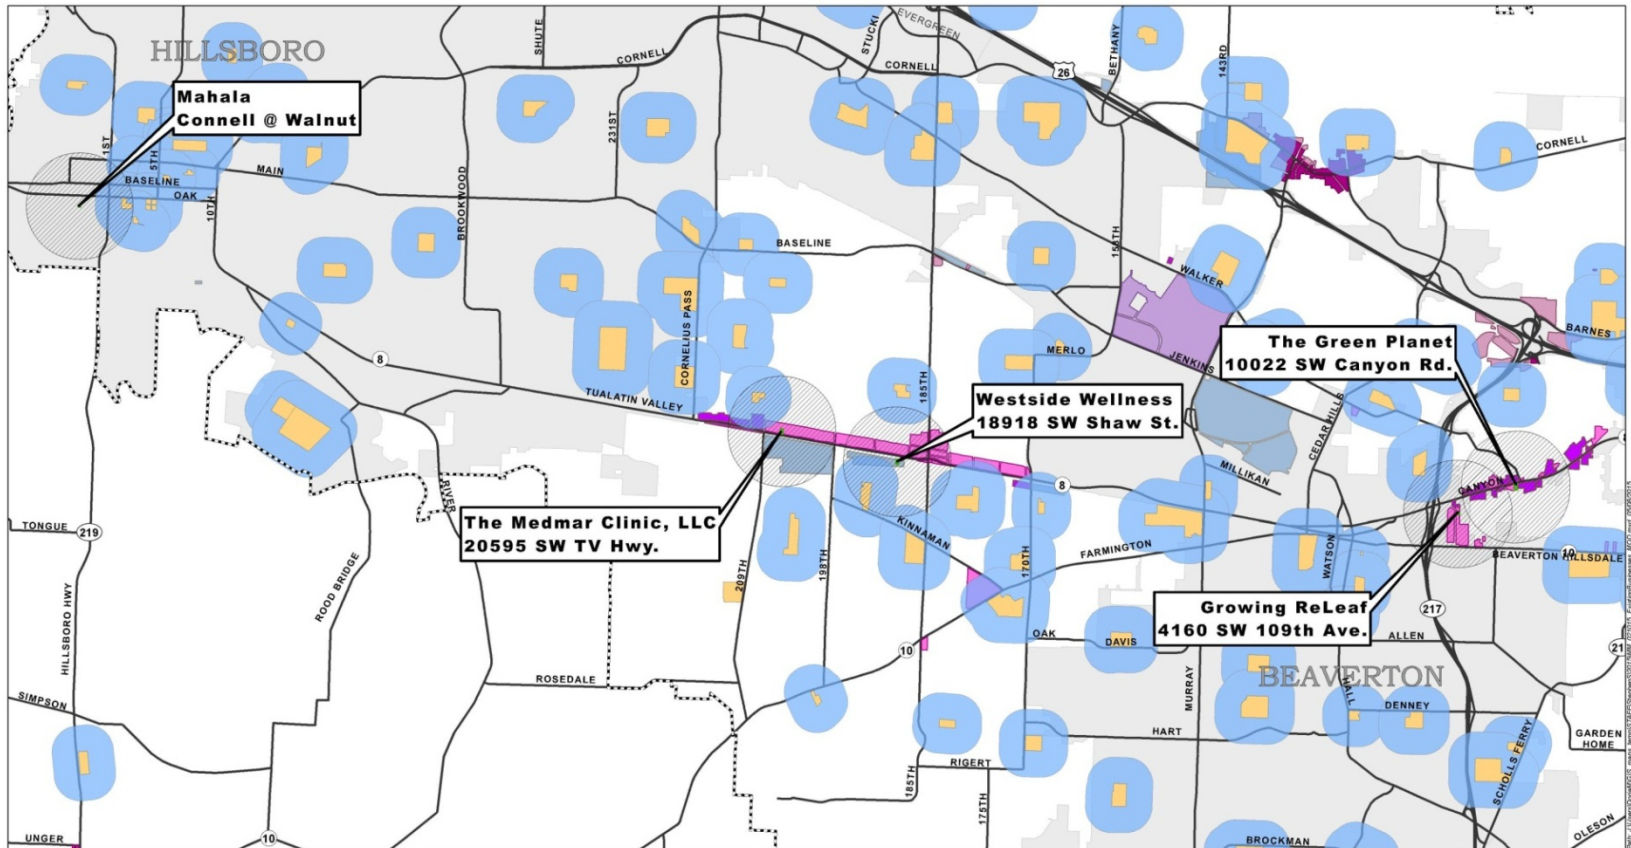 HILLSBORO
Mahala
Connell @ Walnut
SHUTE
CORNELL
STUCKI
EVERGREEN
CORNELL
26
BETHANY
143RD
CORNELL
1ST
5TH
BASELINE
OAK
MAIN
10TH
BROOKWOOD
231ST
BASELINE
158TH
WALKER
JENKINS
MERLO
BARNES
8
TUALATIN VALLEY
CORNELIUS PASS
185TH
The Green Planet
10022 SW Canyon Rd.
Westside Wellness
18918 SW Shaw St.
CEDAR HILLS
MILLIKAN
CANYON
8
8
The Medmar Clinic, LLC
20595 SW TV Hwy.
RIVER
TONGUE
219
HILLSBORO HWY
ROOD BRIDGE
209TH
198TH
KINNAMAN
170TH
FARMINGTON
WATSON
BEAVERTON HILLSDALE
10
Growing ReLeaf
4160 SW 109th Ave.
217
ALLEN
OAK
DAVIS
10
21
BEAVERTON
ROSEDALE
SIMPSON
MURRAY
HALL
DENNEY
HART
GARDEN
HOME
SCHOLLS FERRY
RIGERT
185TH
175TH
UNGER
10
BROCKMAN
OLESON